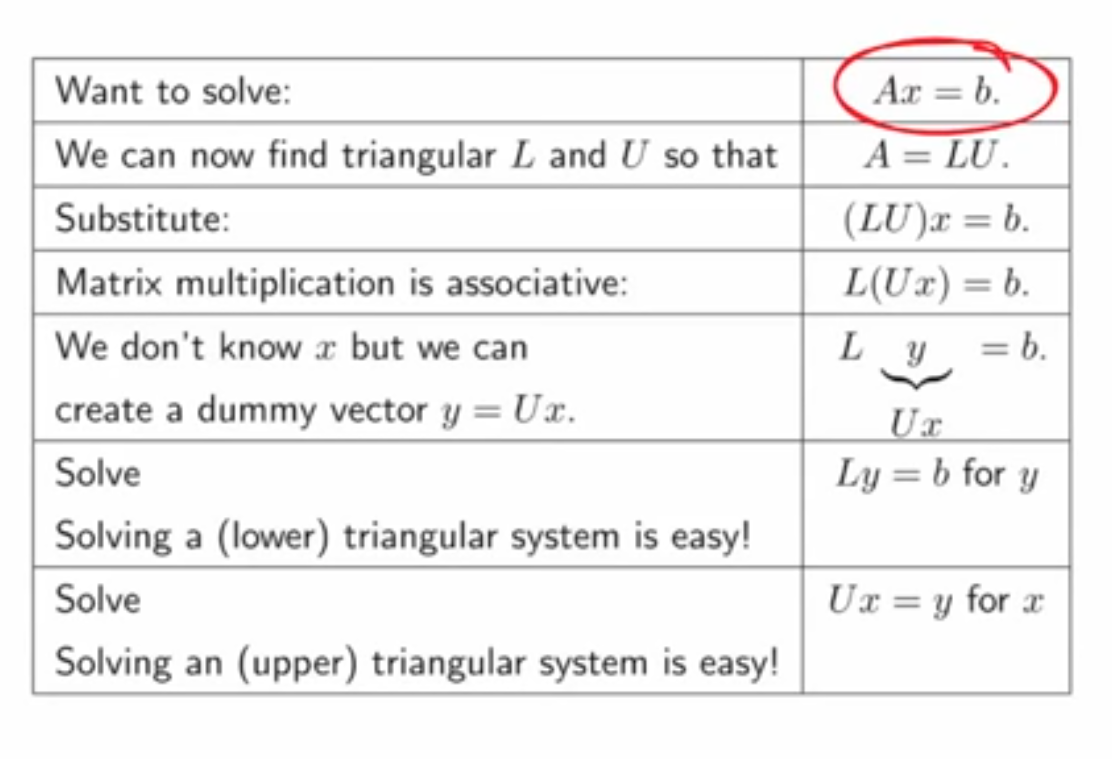 Want to solve: Ax = b.
We can now find triangular L and U so that A = LU.
Substitute: (LU)x = b.
Matrix multiplication is associative: L(Ux) = b.
We don't know x but we can L y = b.
create a dummy vector y = Ux. Ux
Solve Ly = b for y
Solving a (lower) triangular system is easy!
Solve Ux = y for x
Solving an (upper) triangular system is easy!